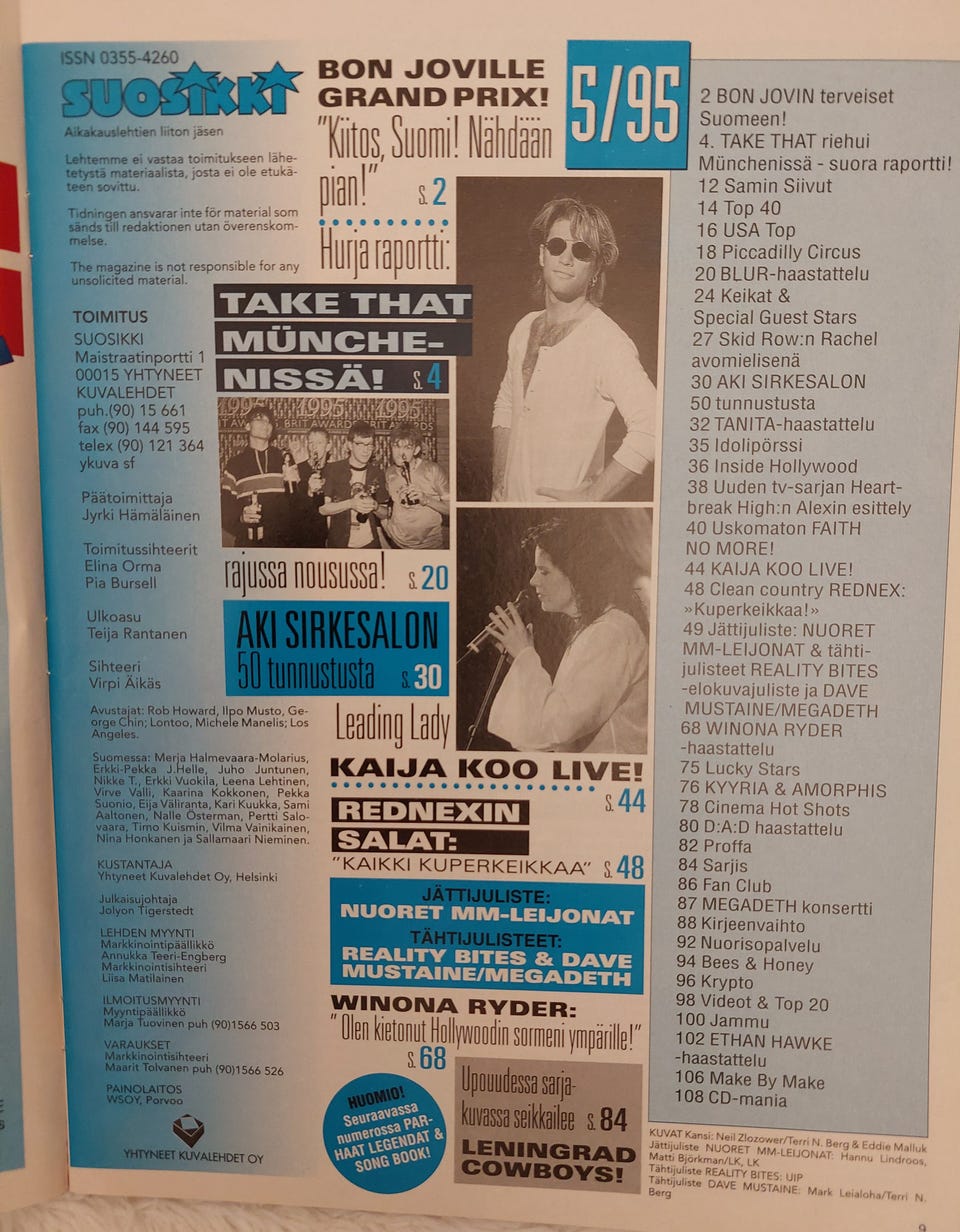 ISSN 0355-4260
SUOSIKKI
Aikakauslehtien liiton jäsen
Lehtemme ei vastaa toimitukseen lähe-
tetystä materiaalista, josta ei ole etukä-
teen sovittu.
Tidningen ansvarar inte för material som
sänds till redaktionen utan överenskom-
melse.
The magazine is not responsible for any
unsolicited material.
TOIMITUS
SUOSIKKI
Maistraatinportti 1
00015 YHTYNEET
KUVALEHDET
puh.(90) 15 661
fax (90) 144 595
telex (90) 121 364
ykuva sf
Päätoimittaja
Jyrki Hämäläinen
Toimitussihteerit
Elina Orma
Pia Bursell
Ulkoasu
Teija Rantanen
Sihteeri
Virpi Äikäs
Avustajat: Rob Howard, Ilpo Musto, Ge-
orge Chin; Lontoo, Michele Manelis; Los
Angeles.
Suomessa: Merja Halmevaara-Molarius,
Erkki-Pekka J.Helle, Juho Juntunen,
Nikke T., Erkki Vuokila, Leena Lehtinen,
Virve Valli, Kaarina Kokkonen, Pekka
Suonio, Eija Väliranta, Kari Kuukka, Sami
Aaltonen, Nalle Österman, Pertti Salo-
vaara, Timo Kuismin, Vilma Vainikainen,
Nina Honkanen ja Sallamaari Nieminen.
KUSTANTAJA
Yhtyneet Kuvalehdet Oy, Helsinki
Julkaisujohtaja
Jolyon Tigerstedt
LEHDEN MYYNTI
Markkinointipäällikkö
Annukka Teeri-Engberg
Markkinointisihteeri
Liisa Matilainen
ILMOITUSMYYNTI
Myyntipäällikkö
Marja Tuovinen puh (90)1566 503
VARAUKSET
Markkinointisihteeri
Maarit Tolvanen puh (90)1566 526
PAINOLAITOS
WSOY, Porvoo
YHTYNEET KUVALEHDET OY
BON JOVILLE
GRAND PRIX!
"Kiitos, Suomi! Nähdään
pian!" s. 2
Hurja raportti:
TAKE THAT
MÜNCHE-
NISSÄ! s. 4
1995 1995 1995
BRIT AWARDS
rajussa nousussa! s. 20
AKI SIRKESALON
50 tunnustusta s. 30
Leading Lady
KAIJA KOO LIVE!
s. 44
REDNEXIN
SALAT:
"KAIKKI KUPERKEIKKAA" s. 48
JÄTTIJULISTE:
NUORET MM-LEIJONAT
TÄHTIJULISTEET:
REALITY BITES & DAVE
MUSTAINE/MEGADETH
WINONA RYDER:
"Olen kietonut Hollywoodin sormeni ympärille!"
s. 68
HUOMIO!
Seuraavassa
numerossa PAR-
HAAT LEGENDAT &
SONG BOOK!
Upouudessa sarja-
kuvassa seikkailee s. 84
LENINGRAD
COWBOYS!
5/95
2 BON JOVIN terveiset
Suomeen!
4. TAKE THAT riehui
Münchenissä - suora raportti!
12 Samin Siivut
14 Top 40
16 USA Top
18 Piccadilly Circus
20 BLUR-haastattelu
24 Keikat &
Special Guest Stars
27 Skid Row:n Rachel
avomielisenä
30 AKI SIRKESALON
50 tunnustusta
32 TANITA-haastattelu
35 Idolipörssi
36 Inside Hollywood
38 Uuden tv-sarjan Heart-
break High:n Alexin esittely
40 Uskomaton FAITH
NO MORE!
44 KAIJA KOO LIVE!
48 Clean country REDNEX:
»Kuperkeikkaa!»
49 Jättijuliste: NUORET
MM-LEIJONAT & tähti-
julisteet REALITY BITES
-elokuvajuliste ja DAVE
MUSTAINE/MEGADETH
68 WINONA RYDER
-haastattelu
75 Lucky Stars
76 KYYRIA & AMORPHIS
78 Cinema Hot Shots
80 D:A:D haastattelu
82 Proffa
84 Sarjis
86 Fan Club
87 MEGADETH konsertti
88 Kirjeenvaihto
92 Nuorisopalvelu
94 Bees & Honey
96 Krypto
98 Videot & Top 20
100 Jammu
102 ETHAN HAWKE
-haastattelu
106 Make By Make
108 CD-mania
KUVAT Kansi: Neil Zlozower/Terri N. Berg & Eddie Malluk
Jättijuliste NUORET MM-LEIJONAT: Hannu Lindroos,
Matti Björkman/LK, LK
Tähtijuliste REALITY BITES: UIP
Tähtijuliste DAVE MUSTAINE: Mark Leialoha/Terri N.
Berg
9